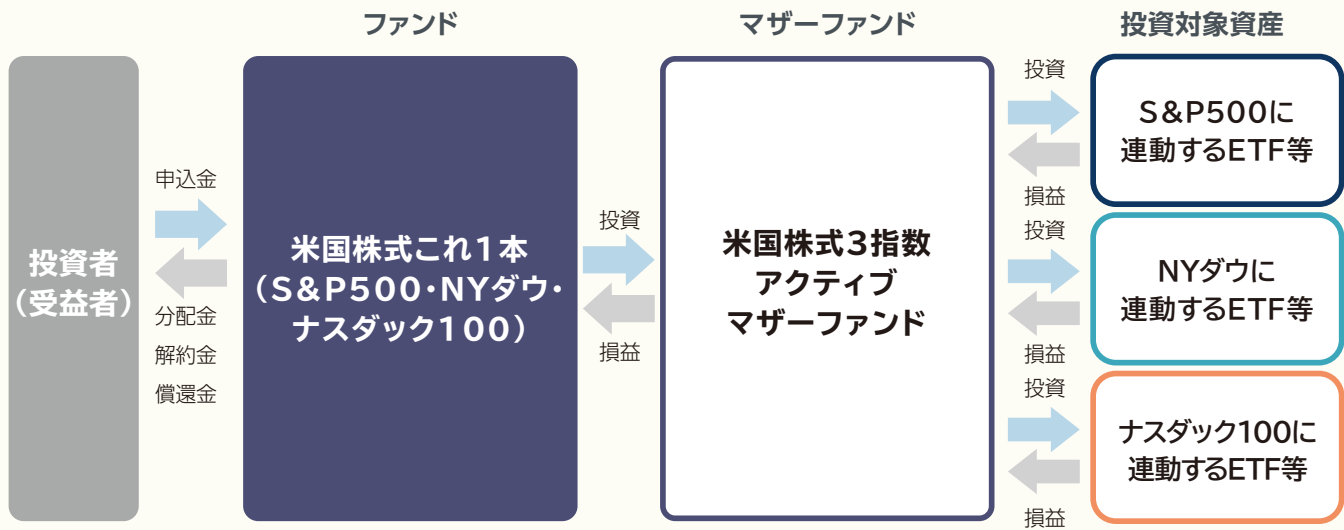 ファンド
マザーファンド
投資対象資産
投資者
（受益者）
申込金
分配金
解約金
償還金
米国株式これ1本
（S&P500・NYダウ・
ナスダック100）
投資
損益
米国株式3指数
アクティブ
マザーファンド
投資
損益
S&P500に
連動するETF等
投資
損益
NYダウに
連動するETF等
投資
損益
ナスダック100に
連動するETF等